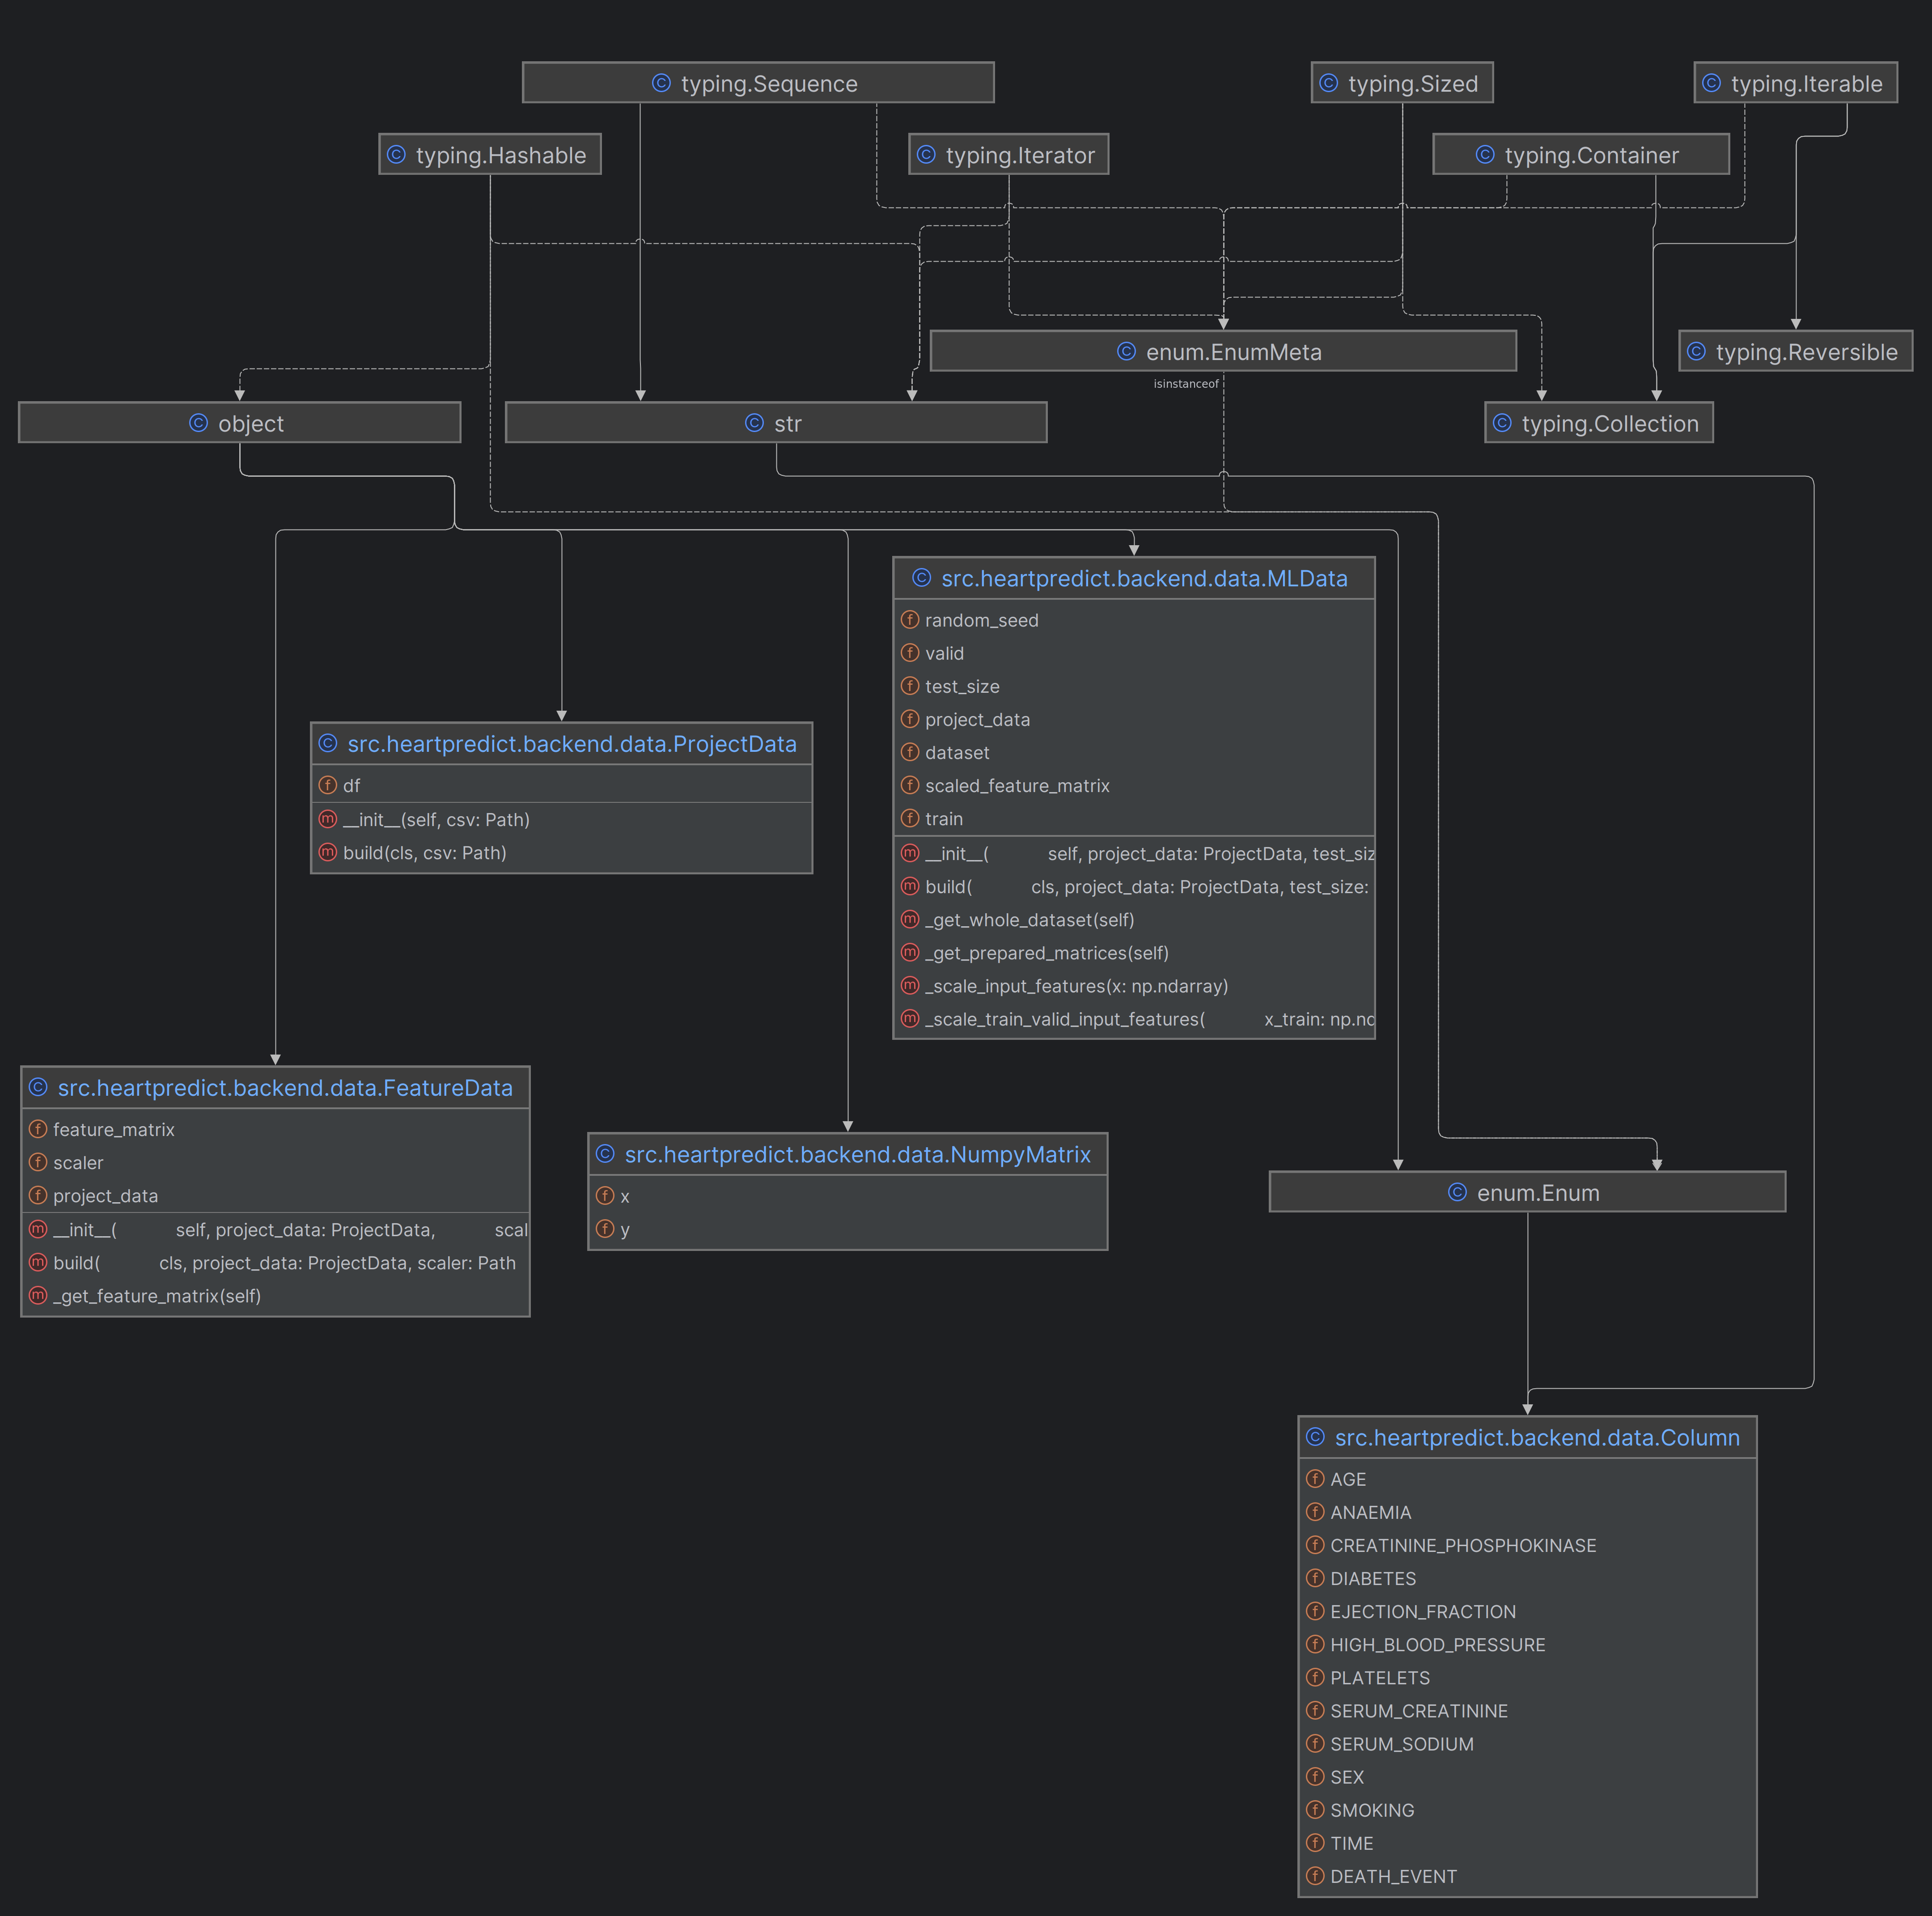 typing.Sequence
typing.Sized
typing.Iterable
typing.Hashable
typing.Iterator
typing.Container
enum.EnumMeta
typing.Reversible
isinstanceof
object
str
typing.Collection
src.heartpredict.backend.data.MLData
random_seed
valid
test_size
project_data
dataset
scaled_feature_matrix
train
__init__( self, project_data: ProjectData, test_siz
build( cls, project_data: ProjectData, test_size:
_get_whole_dataset(self)
_get_prepared_matrices(self)
_scale_input_features(x: np.ndarray)
_scale_train_valid_input_features( x_train: np.nd
src.heartpredict.backend.data.ProjectData
df
__init__(self, csv: Path)
build(cls, csv: Path)
src.heartpredict.backend.data.FeatureData
feature_matrix
scaler
project_data
__init__( self, project_data: ProjectData, scal
build( cls, project_data: ProjectData, scaler: Path
_get_feature_matrix(self)
src.heartpredict.backend.data.NumpyMatrix
x
y
enum.Enum
src.heartpredict.backend.data.Column
AGE
ANAEMIA
CREATININE_PHOSPHOKINASE
DIABETES
EJECTION_FRACTION
HIGH_BLOOD_PRESSURE
PLATELETS
SERUM_CREATININE
SERUM_SODIUM
SEX
SMOKING
TIME
DEATH_EVENT